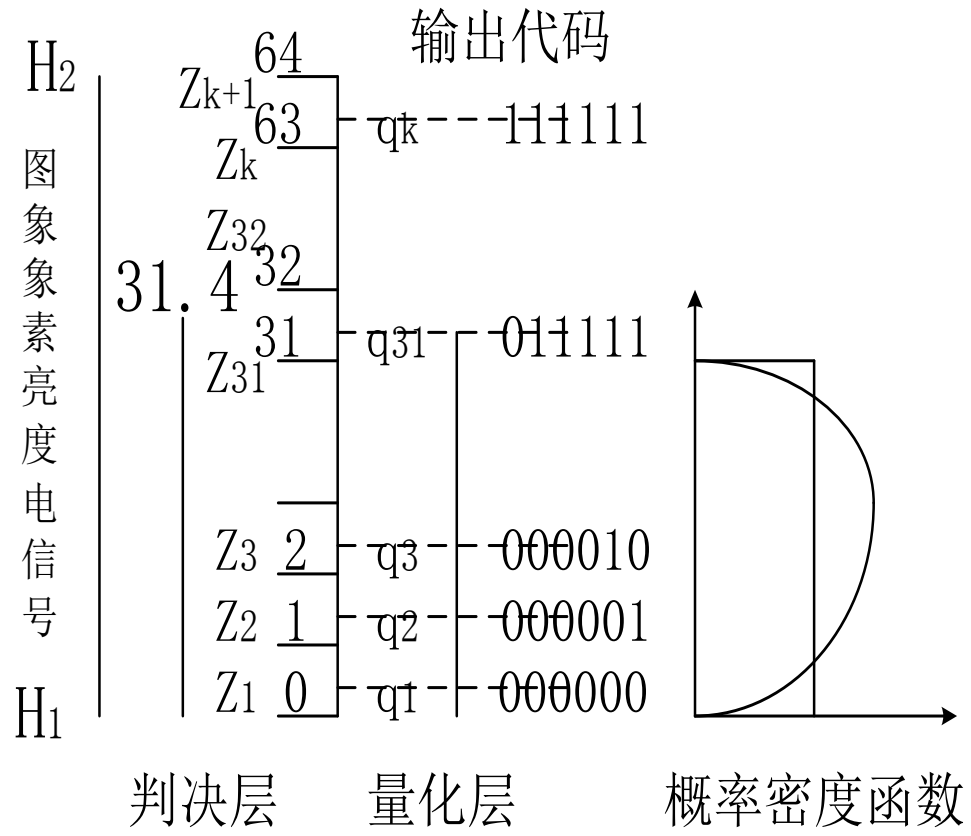 输出代码
H2
64
Zk+1
63
qk
111111
Zk
Z32
32
31.4
31
q31
011111
Z31
图象象素亮度电信号
Z3
2
q3
000010
Z2
1
q2
000001
Z1
0
q1
000000
H1
判决层
量化层
概率密度函数